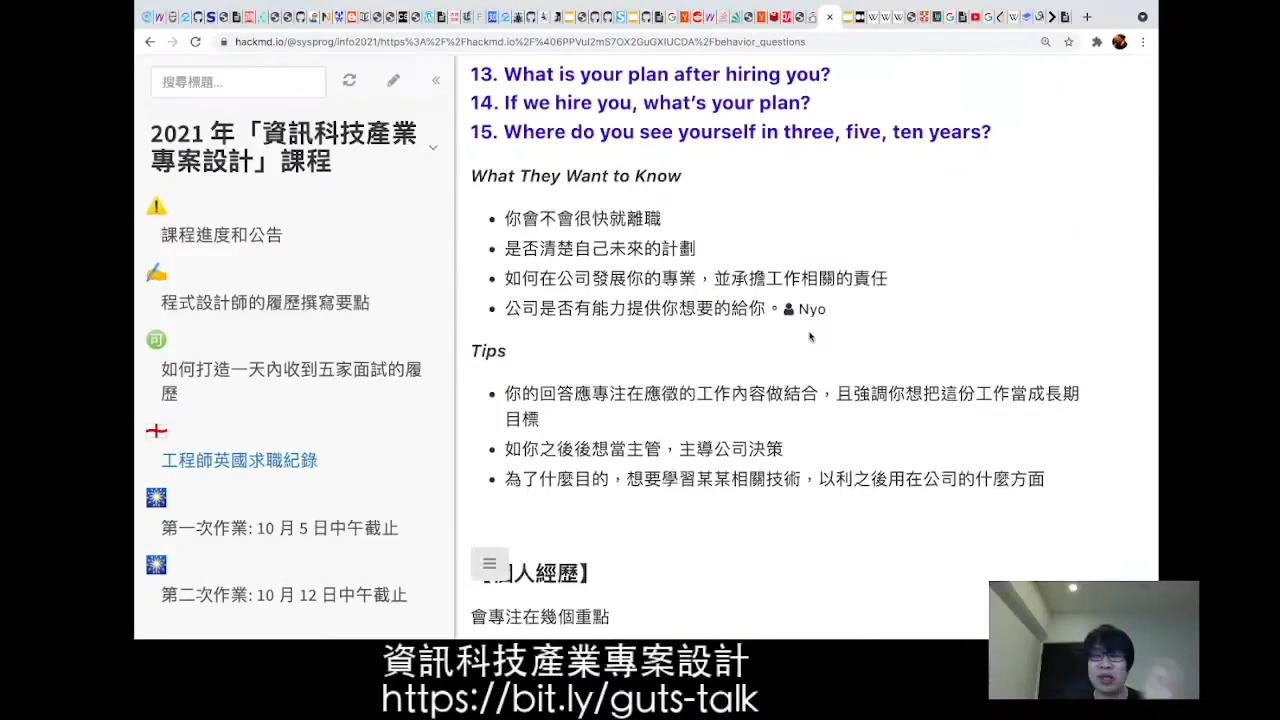 hackmd.io/@sysprog/info2021/https%3A%2F%2Fhackmd.io%2F%406PPVuI2mS7OX2GuGXIUCDA%2Fbehavior_questions
搜尋標題...
2021 年「資訊科技產業
專案設計」課程
課程進度和公告
程式設計師的履歷撰寫要點
可
如何打造一天內收到五家面試的履
歷
工程師英國求職紀錄
第一次作業: 10 月 5 日中午截止
第二次作業: 10 月 12 日中午截止
13. What is your plan after hiring you?
14. If we hire you, what's your plan?
15. Where do you see yourself in three, five, ten years?
What They Want to Know
你會不會很快就離職
是否清楚自己未來的計劃
如何在公司發展你的專業，並承擔工作相關的責任
公司是否有能力提供你想要的給你。 Nyo
Tips
你的回答應專注在應徵的工作內容做結合，且強調你想把這份工作當成長期
目標
如你之後後想當主管，主導公司決策
為了什麼目的，想要學習某某相關技術，以利之後用在公司的什麼方面
人經歷】
會專注在幾個重點
資訊科技產業專案設計
https://bit.ly/guts-talk